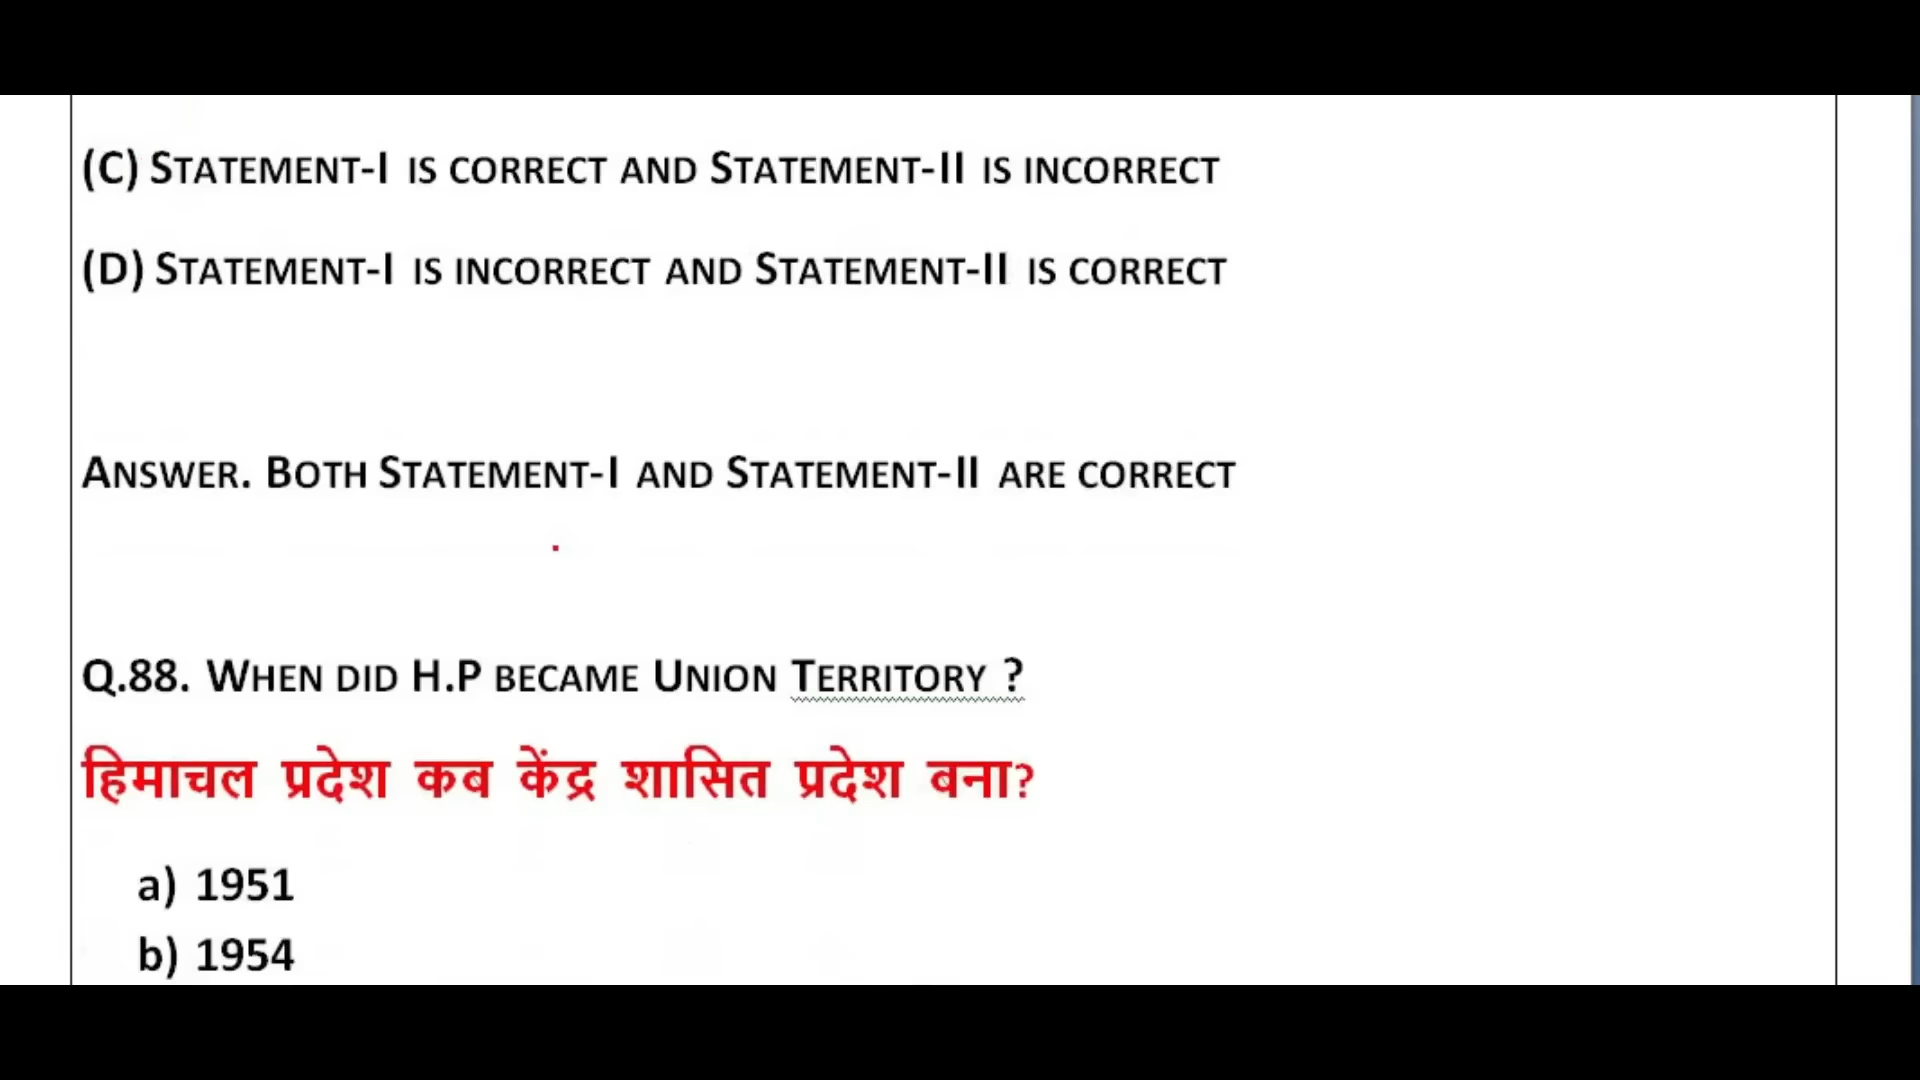 (C) STATEMENT-I IS CORRECT AND STATEMENT-II IS INCORRECT
(D) STATEMENT-I IS INCORRECT AND STATEMENT-II IS CORRECT
ANSWER. BOTH STATEMENT-I AND STATEMENT-II ARE CORRECT
Q.88. WHEN DID H.P BECAME UNION TERRITORY ?
हिमाचल प्रदेश कब केंद्र शासित प्रदेश बना?
a) 1951
b) 1954